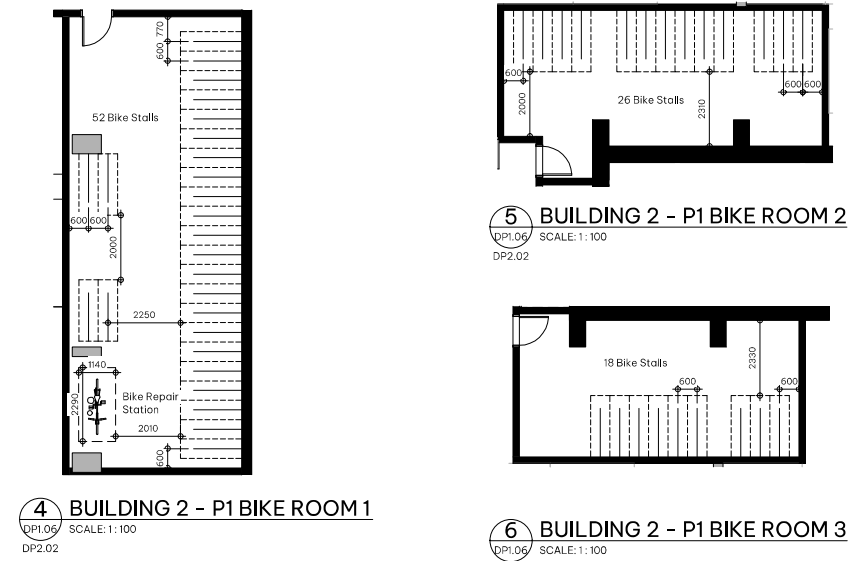 770
600
52 Bike Stalls
600 600
2000
2250
1140
2290
Bike Repair
Station
2010
600
4 BUILDING 2 - P1 BIKE ROOM 1
DP1.06 SCALE: 1 : 100
DP2.02
600
2000
26 Bike Stalls
2310
600 600
5 BUILDING 2 - P1 BIKE ROOM 2
DP1.06 SCALE: 1 : 100
DP2.02
18 Bike Stalls
2330
600
600
6 BUILDING 2 - P1 BIKE ROOM 3
DP1.06 SCALE: 1 : 100